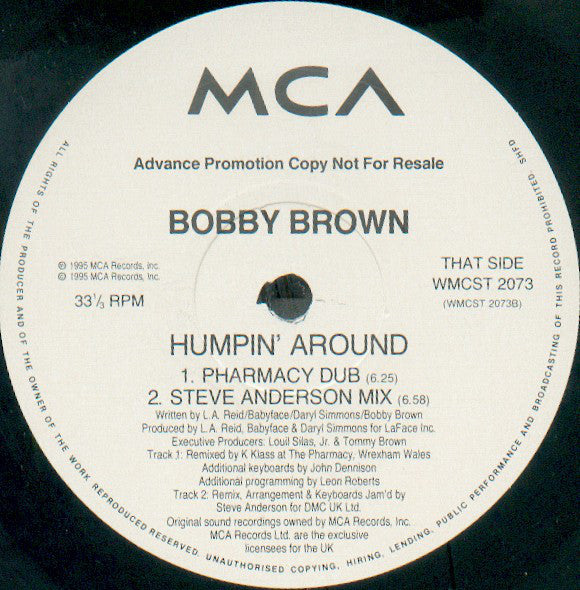 MCA
Advance Promotion Copy Not For Resale
BOBBY BROWN
℗ 1995 MCA Records, Inc.
© 1995 MCA Records, Inc.
33⅓ RPM
THAT SIDE
WMCST 2073
(WMCST 2073B)
HUMPIN' AROUND
1. PHARMACY DUB (6.25)
2. STEVE ANDERSON MIX (6.58)
Written by L.A. Reid/Babyface/Daryl Simmons/Bobby Brown
Produced by L.A. Reid, Babyface & Daryl Simmons for LaFace Inc.
Executive Producers: Louil Silas, Jr. & Tommy Brown
Track 1: Remixed by K Klass at The Pharmacy, Wrexham Wales
Additional keyboards by John Dennison
Additional programming by Leon Roberts
Track 2: Remix, Arrangement & Keyboards Jam'd by
Steve Anderson for DMC UK Ltd.
Original sound recordings owned by MCA Records, Inc.
MCA Records Ltd. are the exclusive
licensees for the UK
ALL RIGHTS OF THE PRODUCER AND OF THE OWNER OF THE WORK REPRODUCED RESERVED. UNAUTHORISED COPYING, HIRING, LENDING, PUBLIC PERFORMANCE AND BROADCASTING OF THIS RECORD PROHIBITED. SHFD